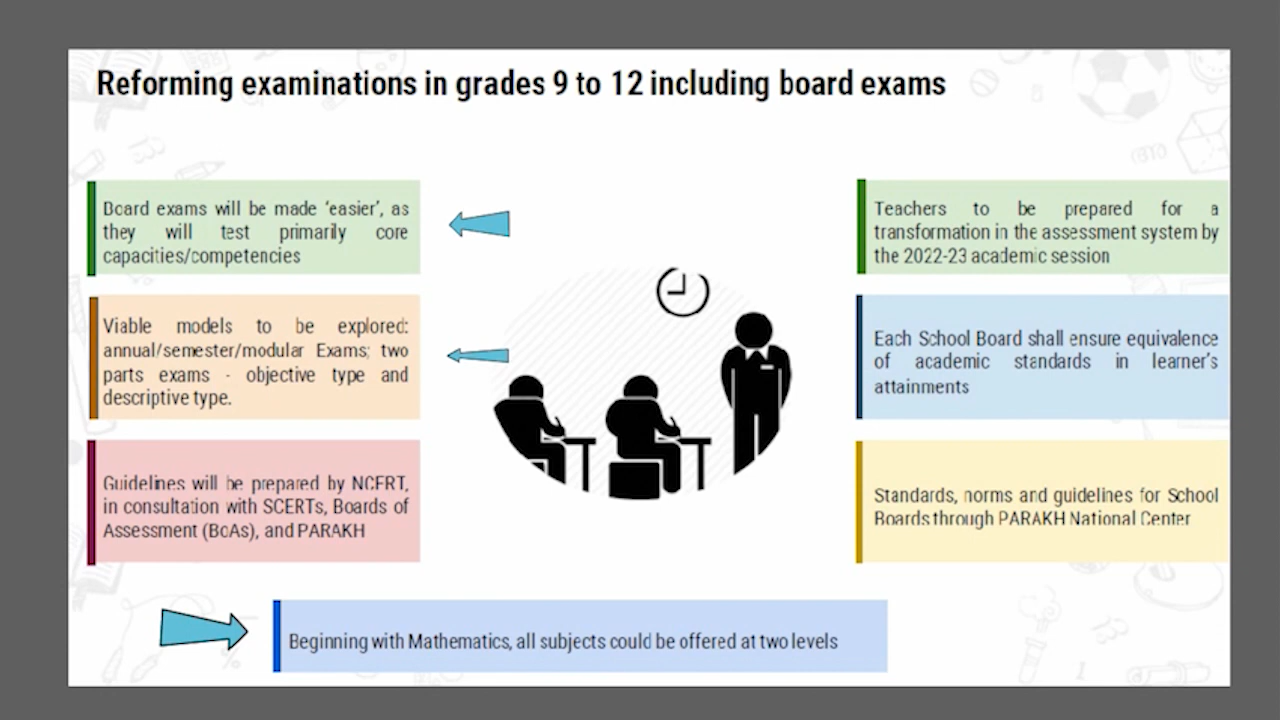 Reforming examinations in grades 9 to 12 including board exams
Board exams will be made ‘easier’, as
they will test primarily core
capacities/competencies
Viable models to be explored:
annual/semester/modular Exams; two
parts exams - objective type and
descriptive type.
Guidelines will be prepared by NCERT,
in consultation with SCERTs, Boards of
Assessment (BoAs), and PARAKH
Teachers to be prepared for a
transformation in the assessment system by
the 2022-23 academic session
Each School Board shall ensure equivalence
of academic standards in learner’s
attainments
Standards, norms and guidelines for School
Boards through PARAKH National Center
Beginning with Mathematics, all subjects could be offered at two levels